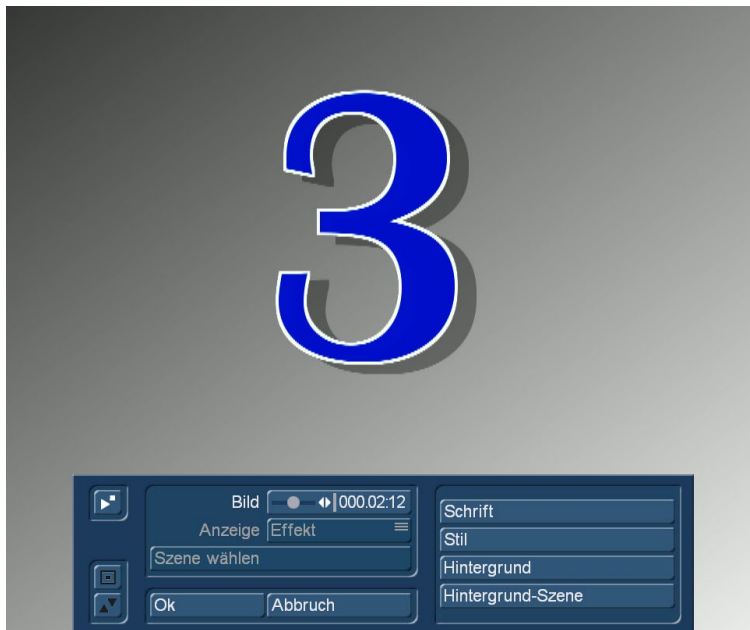 3
Bild 000.02:12
Anzeige Effekt
Szene wählen
Ok Abbruch
Schrift
Stil
Hintergrund
Hintergrund-Szene